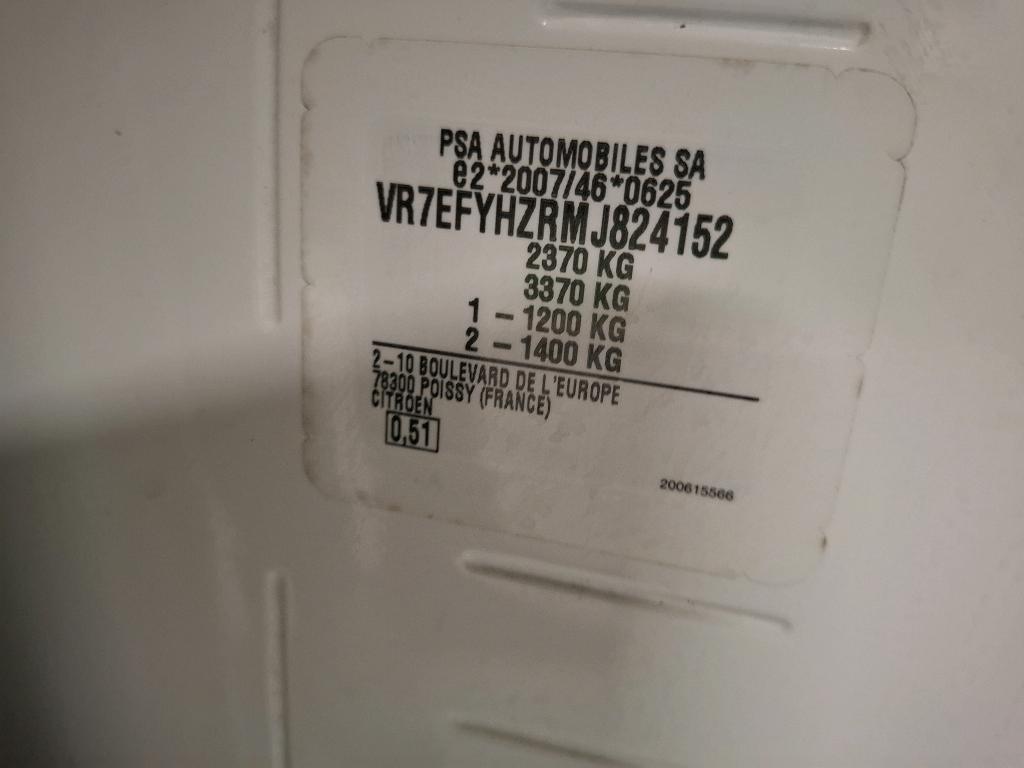 PSA AUTOMOBILES SA
e2*2007/46*0625
VR7EFYHZRMJ824152
2370 KG
3370 KG
1 – 1200 KG
2 – 1400 KG
2–10 BOULEVARD DE L'EUROPE
78300 POISSY (FRANCE)
CITROEN
0,51
200615566